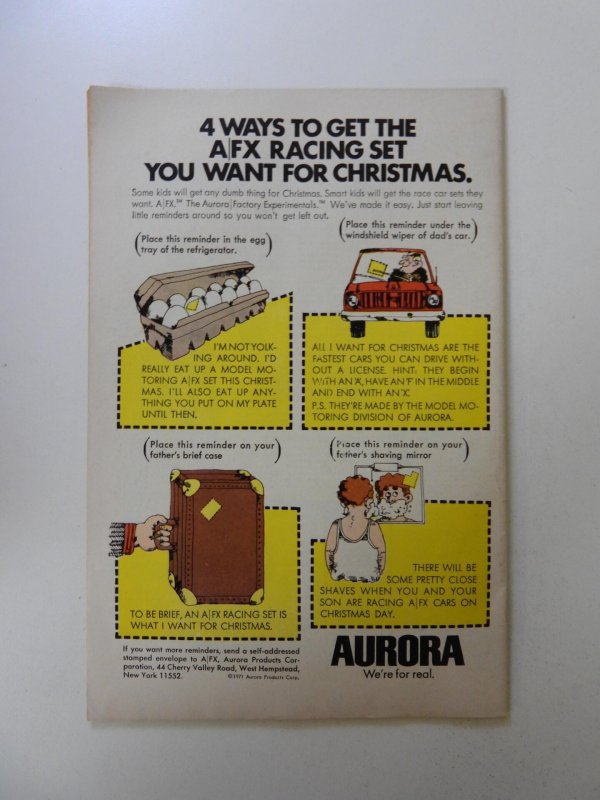 4 WAYS TO GET THE
A|FX RACING SET
YOU WANT FOR CHRISTMAS.
Some kids will get any dumb thing for Christmas. Smart kids will get the race car sets they
want. A|FX.™ The Aurora|Factory Experimentals.™ We've made it easy. Just start leaving
little reminders around so you won't get left out.
(Place this reminder in the egg
tray of the refrigerator.)
I'M NOT YOLK-
ING AROUND. I'D
REALLY EAT UP A MODEL MO-
TORING A|FX SET THIS CHRIST-
MAS. I'LL ALSO EAT UP ANY-
THING YOU PUT ON MY PLATE
UNTIL THEN.
(Place this reminder under the
windshield wiper of dad's car.)
ALL I WANT FOR CHRISTMAS ARE THE
FASTEST CARS YOU CAN DRIVE WITH-
OUT A LICENSE. HINT: THEY BEGIN
WITH AN 'A', HAVE AN 'F' IN THE MIDDLE
AND END WITH AN 'X'.
P.S. THEY'RE MADE BY THE MODEL MO-
TORING DIVISION OF AURORA.
(Place this reminder on your
father's brief case)
TO BE BRIEF, AN A|FX RACING SET IS
WHAT I WANT FOR CHRISTMAS.
(Place this reminder on your
father's shaving mirror)
THERE WILL BE
SOME PRETTY CLOSE
SHAVES WHEN YOU AND YOUR
SON ARE RACING A|FX CARS ON
CHRISTMAS DAY.
If you want more reminders, send a self-addressed
stamped envelope to A|FX, Aurora Products Cor-
poration, 44 Cherry Valley Road, West Hempstead,
New York 11552.
©1971 Aurora Products Corp.
AURORA
We're for real.